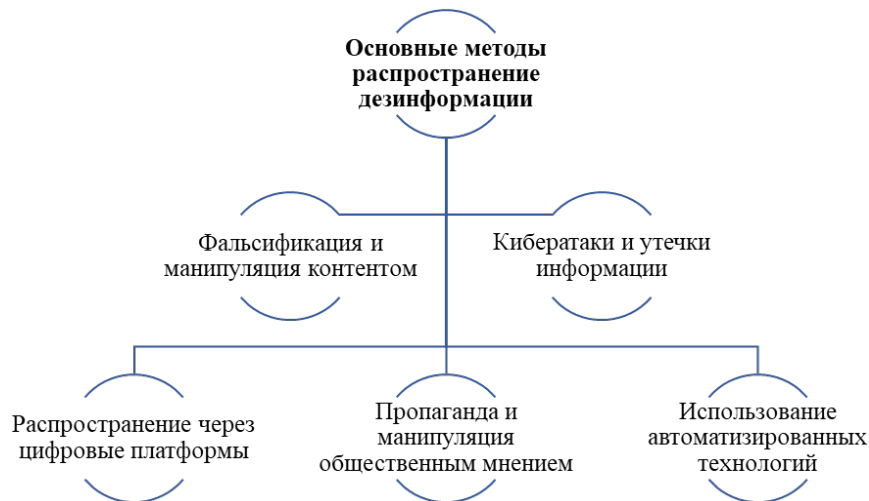 Основные методы
распространение
дезинформации
Фальсификация и
манипуляция контентом
Кибератаки и утечки
информации
Распространение через
цифровые платформы
Пропаганда и
манипуляция
общественным мнением
Использование
автоматизированных
технологий